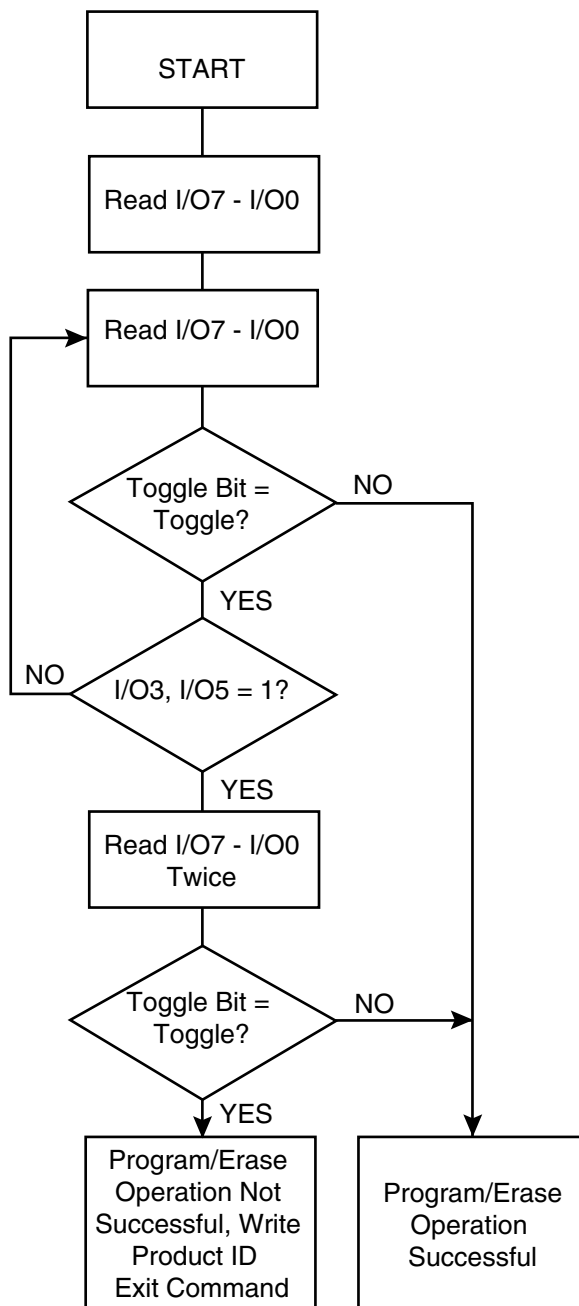 START
Read I/O7 - I/O0
Read I/O7 - I/O0
Toggle Bit =
Toggle?
NO
YES
NO
I/O3, I/O5 = 1?
YES
Read I/O7 - I/O0
Twice
Toggle Bit =
Toggle?
NO
YES
Program/Erase
Operation Not
Successful, Write
Product ID
Exit Command
Program/Erase
Operation
Successful